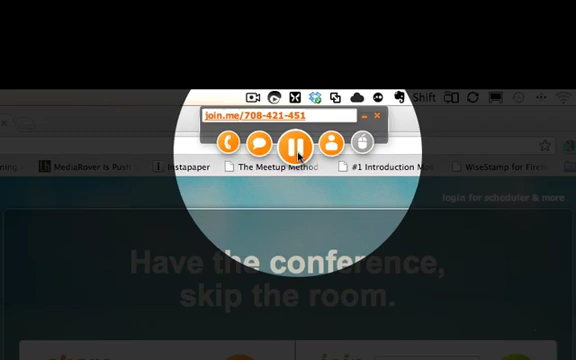 Shift
join.me/708-421-451
MediaRover is Push
Instapaper
The Meetup Method
#1 Introduction
WiseStamp for Firef
login for scheduler & more
Have the conference,
skip the room.